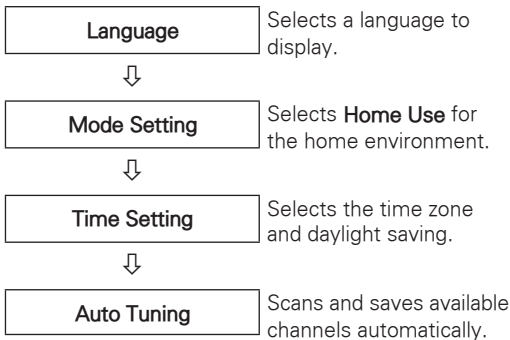 Language
Selects a language to
display.
Mode Setting
Selects Home Use for
the home environment.
Time Setting
Selects the time zone
and daylight saving.
Auto Tuning
Scans and saves available
channels automatically.